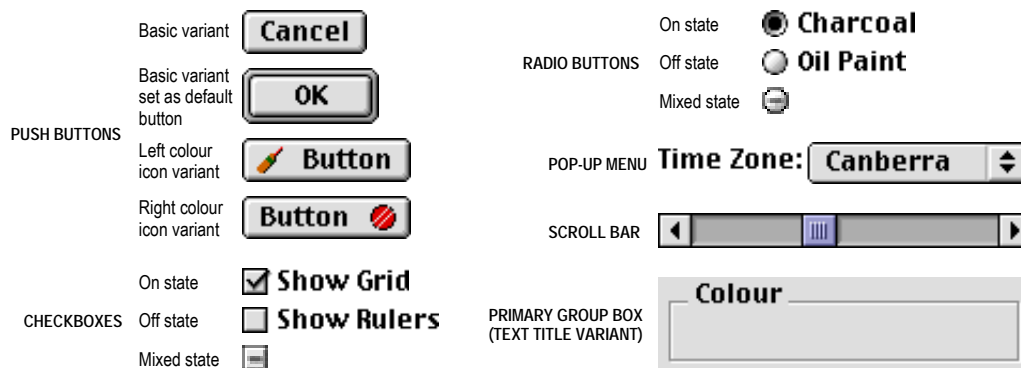 PUSH BUTTONS
Basic variant
Cancel
Basic variant
set as default
button
OK
Left colour
icon variant
Button
Right colour
icon variant
Button
CHECKBOXES
On state
Show Grid
Off state
Show Rulers
Mixed state
RADIO BUTTONS
On state
Charcoal
Off state
Oil Paint
Mixed state
POP-UP MENU
Time Zone:
Canberra
SCROLL BAR
PRIMARY GROUP BOX
(TEXT TITLE VARIANT)
Colour